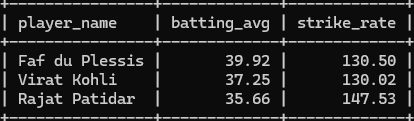 | player_name | batting_avg | strike_rate |
| Faf du Plessis | 39.92 | 130.50 |
| Virat Kohli | 37.25 | 130.02 |
| Rajat Patidar | 35.66 | 147.53 |